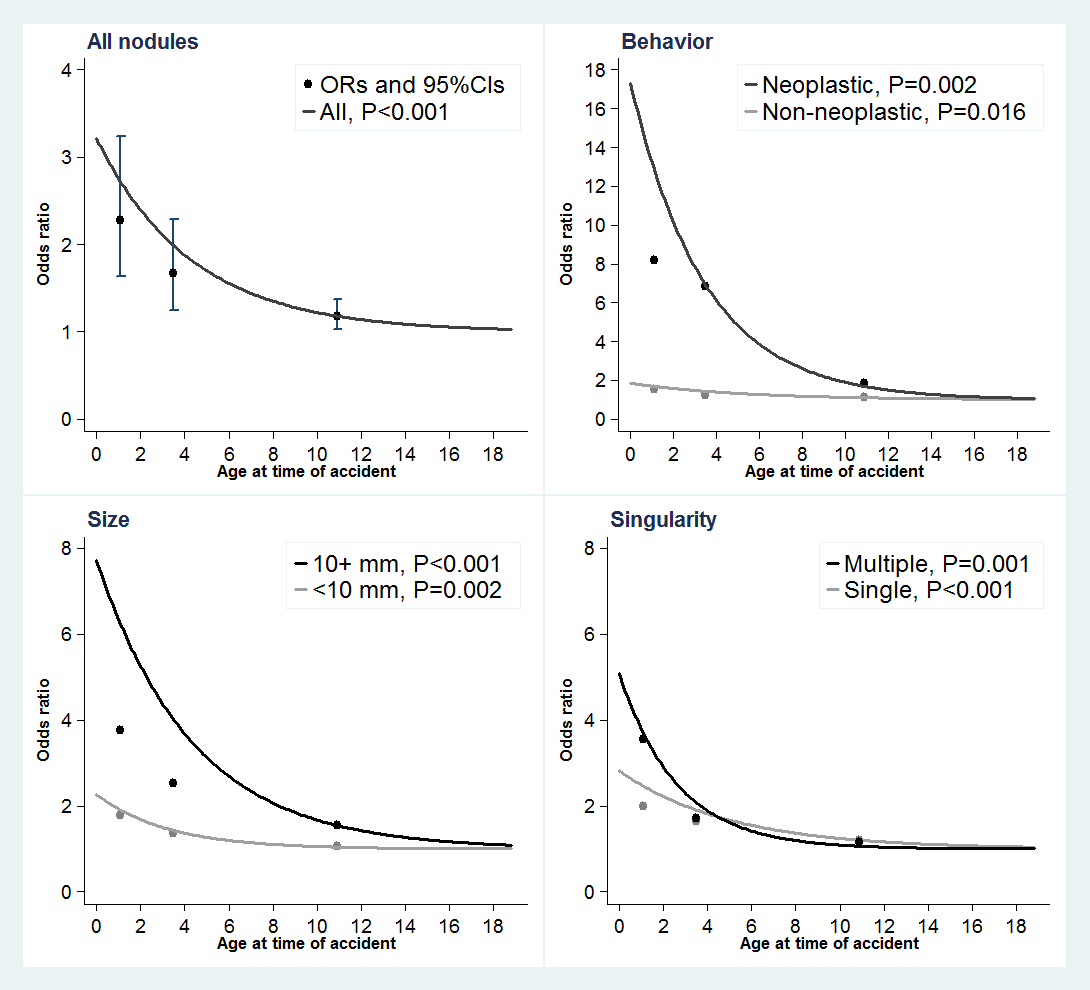 All nodules
4
3
2
1
0
Odds ratio
ORs and 95%CIs
All, P<0.001
0 2 4 6 8 10 12 14 16 18
Age at time of accident
Behavior
18
16
14
12
10
8
6
4
2
0
Odds ratio
Neoplastic, P=0.002
Non-neoplastic, P=0.016
0 2 4 6 8 10 12 14 16 18
Age at time of accident
Size
8
6
4
2
0
Odds ratio
10+ mm, P<0.001
<10 mm, P=0.002
0 2 4 6 8 10 12 14 16 18
Age at time of accident
Singularity
8
6
4
2
0
Odds ratio
Multiple, P=0.001
Single, P<0.001
0 2 4 6 8 10 12 14 16 18
Age at time of accident